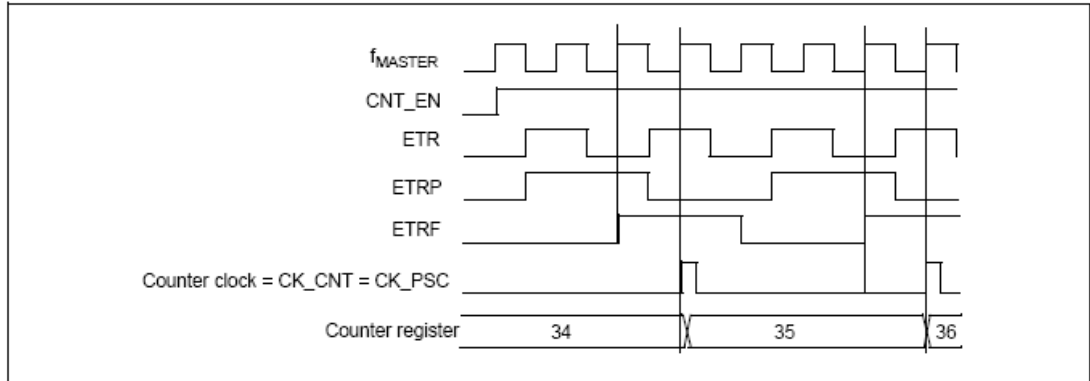 fMASTER
CNT_EN
ETR
ETRP
ETRF
Counter clock = CK_CNT = CK_PSC
Counter register 34 35 36